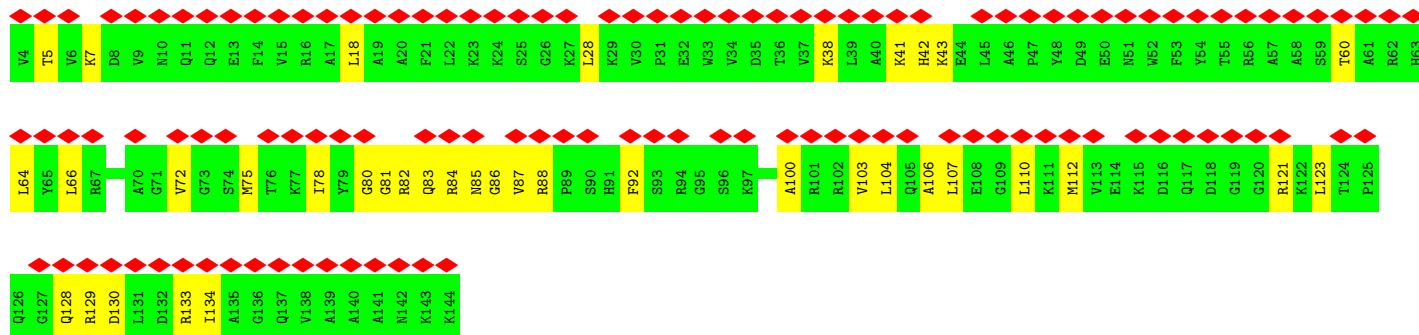 V4 T5 V6 K7 D8 V9 N10 Q11 Q12 E13 F14 V15 R16 A17 L18 A19 A20 F21 L22 K23 K24 S25 G26 K27 L28 K29 V30 P31 E32 W33 V34 D35 T36 V37 K38 L39 A40 K41 H42 K43 E44 L45 A46 P47 Y48 D49 E50 N51 W52 F53 Y54 T55 R56 A57 A58 S59 T60 A61 R62 H63
L64 Y65 L66 R67 A70 G71 V72 G73 S74 M75 T76 K77 I78 Y79 G80 G81 R82 Q83 R84 N85 G86 V87 R88 P89 S90 H91 F92 S93 R94 G95 S96 K97 A100 R101 R102 V103 L104 Q105 A106 L107 E108 G109 L110 K111 M112 V113 E114 K115 D116 Q117 D118 G119 G120 R121 K122 L123 T124 P125
Q126 G127 Q128 R129 D130 L131 D132 R133 I134 A135 G136 Q137 V138 A139 A140 A141 N142 K143 K144